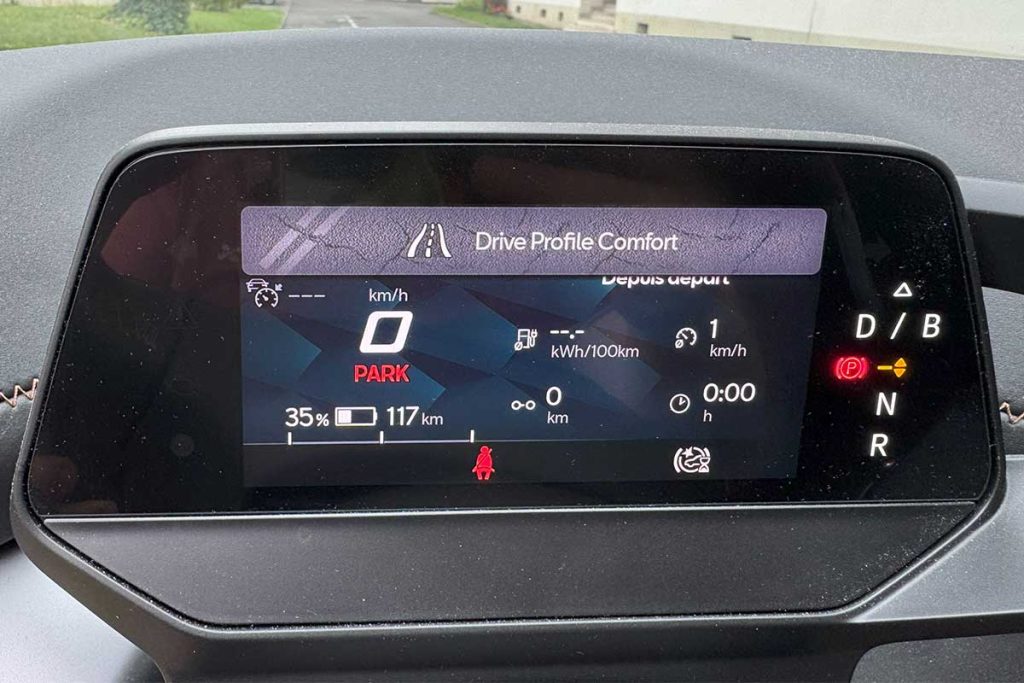 Drive Profile Comfort
Depuis départ
--- km/h
0
PARK
35% 117 km
--.-
kWh/100km
1
km/h
0
km
0:00
h
D / B
P
N
R